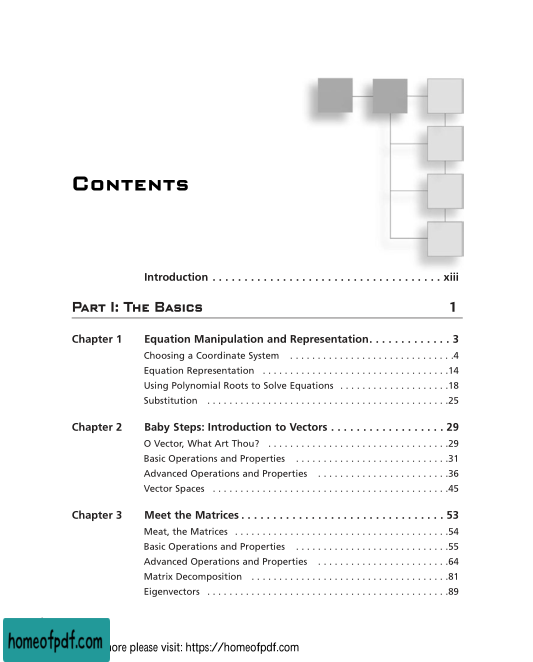 CONTENTS
Introduction . . . . . . . . . . . . . . . . . . . . . . . . . . . . . . . . . . . . xiii
PART I: THE BASICS 1
Chapter 1 Equation Manipulation and Representation. . . . . . . . . . . . . 3
Choosing a Coordinate System . . . . . . . . . . . . . . . . . . . . . . . . . . . . . .4
Equation Representation . . . . . . . . . . . . . . . . . . . . . . . . . . . . . . . . . .14
Using Polynomial Roots to Solve Equations . . . . . . . . . . . . . . . . . . . .18
Substitution . . . . . . . . . . . . . . . . . . . . . . . . . . . . . . . . . . . . . . . . . . . .25
Chapter 2 Baby Steps: Introduction to Vectors . . . . . . . . . . . . . . . . . . 29
O Vector, What Art Thou? . . . . . . . . . . . . . . . . . . . . . . . . . . . . . . . . .29
Basic Operations and Properties . . . . . . . . . . . . . . . . . . . . . . . . . . . .31
Advanced Operations and Properties . . . . . . . . . . . . . . . . . . . . . . . .36
Vector Spaces . . . . . . . . . . . . . . . . . . . . . . . . . . . . . . . . . . . . . . . . . . .45
Chapter 3 Meet the Matrices . . . . . . . . . . . . . . . . . . . . . . . . . . . . . . . . 53
Meat, the Matrices . . . . . . . . . . . . . . . . . . . . . . . . . . . . . . . . . . . . . . .54
Basic Operations and Properties . . . . . . . . . . . . . . . . . . . . . . . . . . . .55
Advanced Operations and Properties . . . . . . . . . . . . . . . . . . . . . . . .64
Matrix Decomposition . . . . . . . . . . . . . . . . . . . . . . . . . . . . . . . . . . . .81
Eigenvectors . . . . . . . . . . . . . . . . . . . . . . . . . . . . . . . . . . . . . . . . . . . .89
homeofpdf.com please visit: https://homeofpdf.com